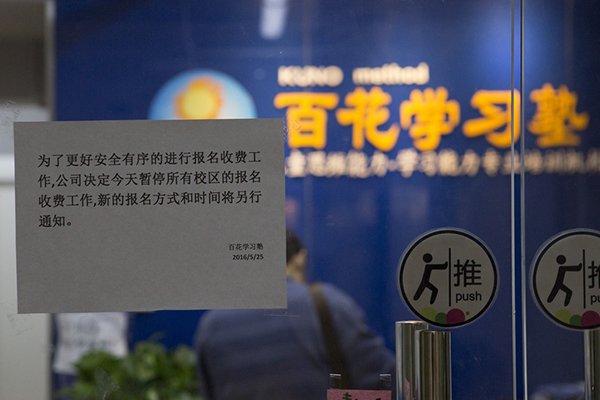 KUNO method
百花学习塾
为了更好安全有序的进行报名收费工
作,公司决定今天暂停所有校区的报名
收费工作,新的报名方式和时间将另行
通知。
百花学习塾
2016/5/25
推
push
推
push